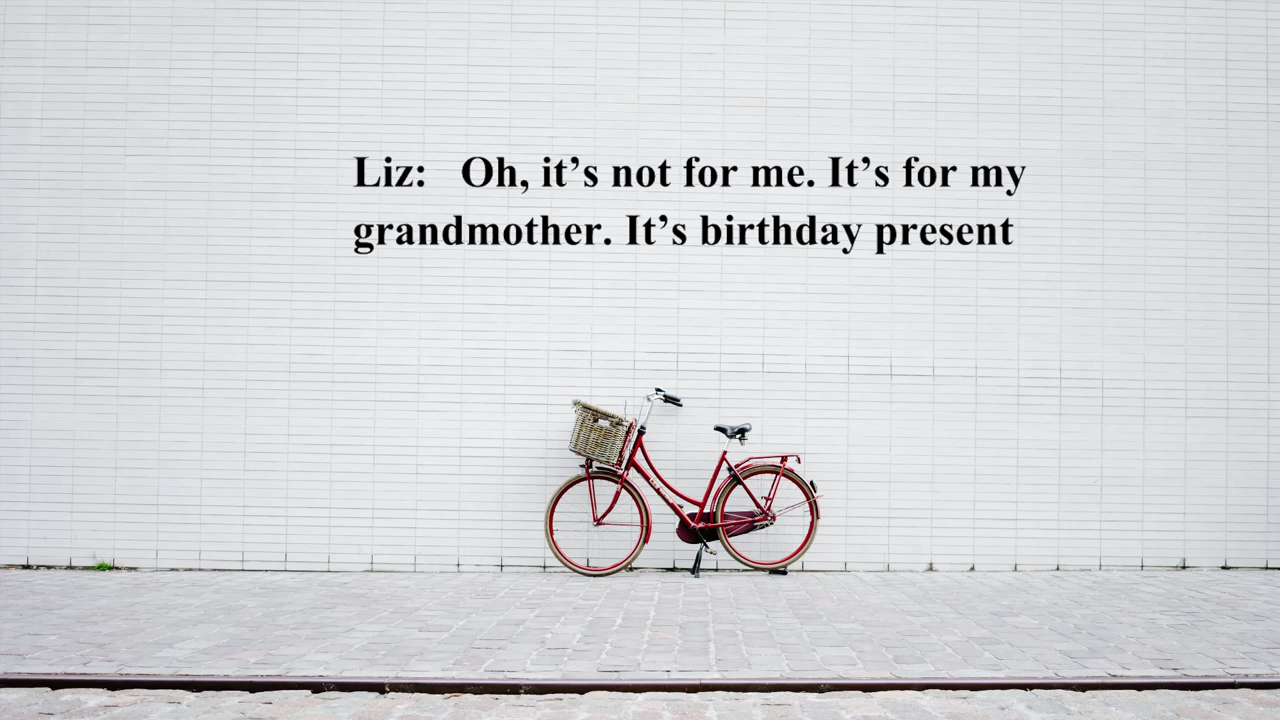 Liz:   Oh, it’s not for me. It’s for my
grandmother. It’s birthday present